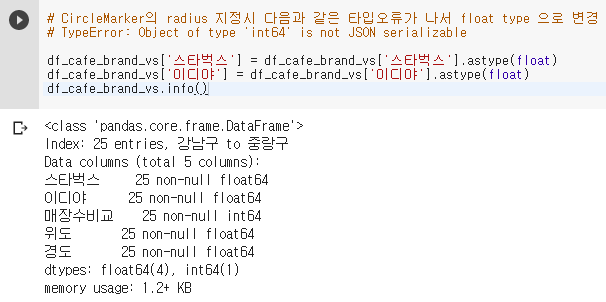 # CircleMarker의 radius 지정시 다음과 같은 타입오류가 나서 float type 으로 변경
# TypeError: Object of type `int64` is not JSON serializable
df_cafe_brand_vs['스타벅스'] = df_cafe_brand_vs['스타벅스'].astype(float)
df_cafe_brand_vs['이디야'] = df_cafe_brand_vs['이디야'].astype(float)
df_cafe_brand_vs.info()
<class 'pandas.core.frame.DataFrame'>
Index: 25 entries, 강남구 to 중랑구
Data columns (total 5 columns):
스타벅스 25 non-null float64
이디야 25 non-null float64
매장수비교 25 non-null int64
위도 25 non-null float64
경도 25 non-null float64
dtypes: float64(4), int64(1)
memory usage: 1.2+ KB